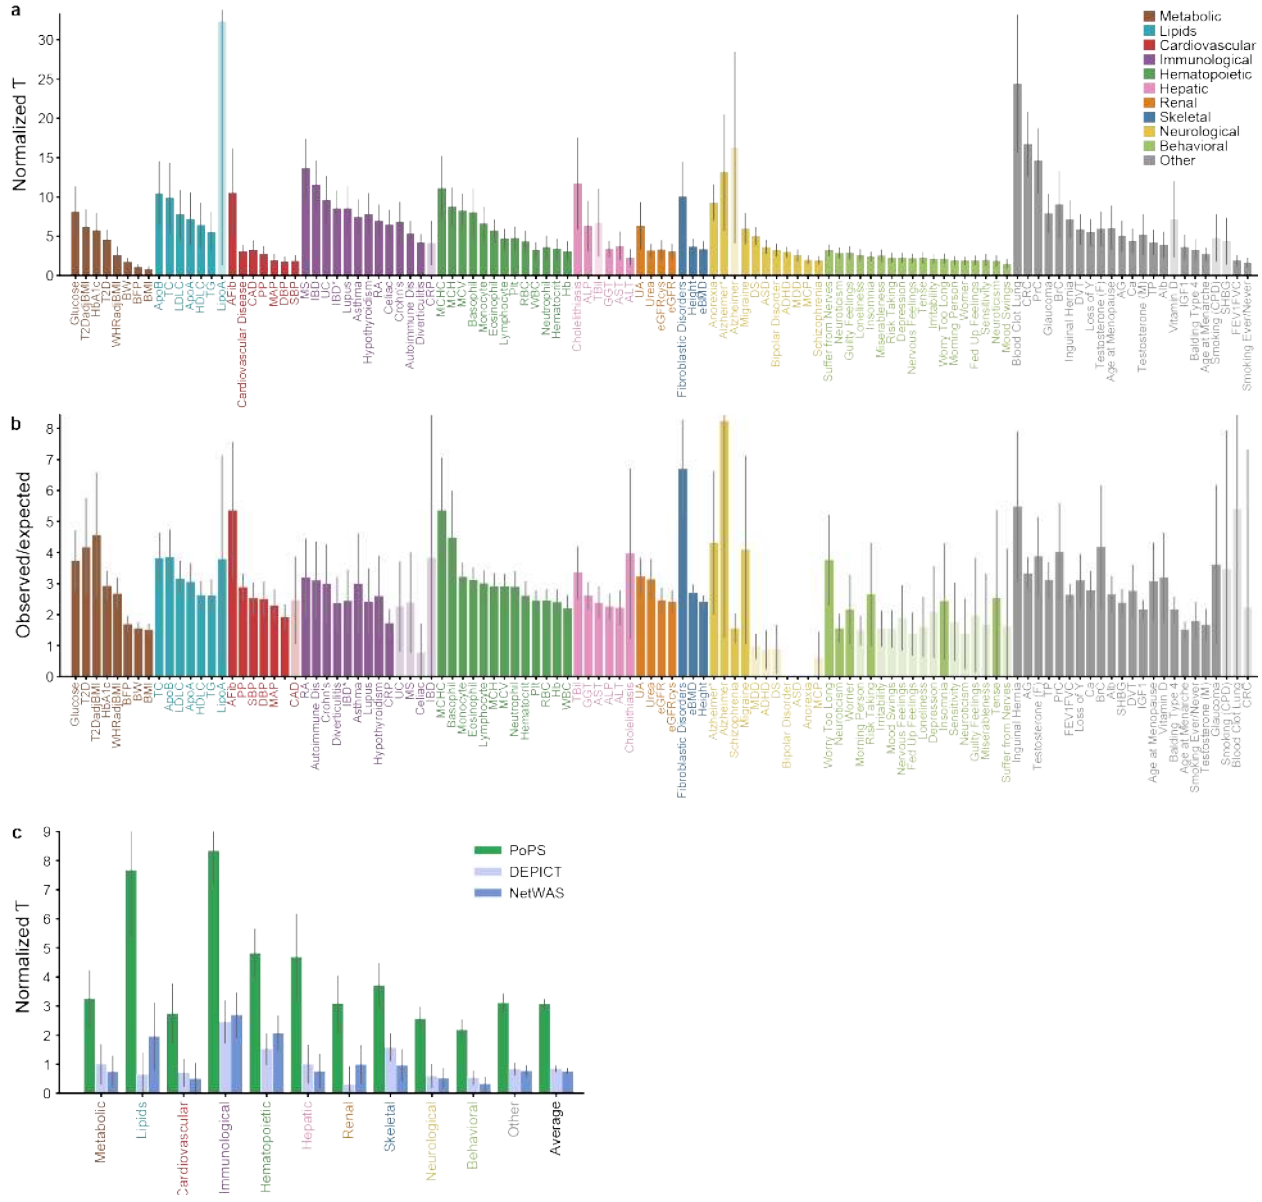 a
Normalized T
30
25
20
15
10
5
0
Metabolic
Lipids
Cardiovascular
Immunological
Hematopoietic
Hepatic
Renal
Skeletal
Neurological
Behavioral
Other
Glucose
T2DadjBMI
HbA1c
T2D
WHRadjBMI
BW
BFP
BMI
ApoB
TC
LDLC
ApoA
HDLC
TG
LipoA
AFib
Cardiovascular Disease
CAD
PP
MAP
DBP
SBP
MS
IBD
UC
IBD*
Lupus
Asthma
Hypothyroidism
RA
Celiac
Crohn's
Autoimmune Dis
Diverticulitis
CRP
MCHC
MCH
MCV
Basophil
Monocyte
Eosinophil
Lymphocyte
Plt
RBC
WBC
Neutrophil
Hematocrit
Hb
Cholelithiasis
ALP
TBil
GGT
AST
ALT
UA
Urea
eGFRcys
eGFR
Fibroblastic Disorders
Height
eBMD
Anorexia
Alzheimer
Alzheimer
Migraine
DS
ASD
Bipolar Disorder
ADHD
MDD
MCP
Schizophrenia
Suffer from Nerves
Neuroticism
Guilty Feelings
Loneliness
Insomnia
Miserableness
Risk Taking
Depression
Nervous Feelings
Tense
Irritability
Worry Too Long
Morning Person
Worrier
Fed Up Feelings
Sensitivity
Neuroticism
Mood Swings
Blood Clot Lung
CRC
PrC
Glaucoma
BrC
Inguinal Hernia
DVT
Loss of Y
Testosterone (F)
Age at Menopause
AG
Ca
Testosterone (M)
TP
Alb
Vitamin D
IGF1
Balding Type 4
Age at Menarche
Smoking (CPD)
SHBG
FEV1FVC
Smoking Ever/Never
b
Observed/expected
8
7
6
5
4
3
2
1
0
Glucose
T2D
T2DadjBMI
HbA1c
WHRadjBMI
BFP
BW
BMI
TC
ApoB
LDLC
ApoA
HDLC
TG
LipoA
AFib
PP
SBP
DBP
MAP
CAD
RA
Autoimmune Dis
Crohn's
Diverticulitis
IBD*
Asthma
Lupus
Hypothyroidism
CRP
UC
MS
Celiac
IBD
MCHC
Basophil
Monocyte
Eosinophil
Lymphocyte
MCH
MCV
Neutrophil
Hematocrit
Plt
RBC
Hb
WBC
TBil
GGT
AST
ALP
ALT
Cholelithiasis
UA
Urea
eGFR
eGFRcys
Fibroblastic Disorders
eBMD
Height
Alzheimer
Alzheimer
Schizophrenia
Migraine
MDD
ADHD
DS
Bipolar Disorder
ASD
Anorexia
MCP
Worry Too Long
Neuroticism
Worrier
Morning Person
Risk Taking
Irritability
Mood Swings
Nervous Feelings
Fed Up Feelings
Loneliness
Depression
Insomnia
Sensitivity
Neuroticism
Guilty Feelings
Miserableness
Tense
Suffer from Nerves
Inguinal Hernia
AG
Testosterone (F)
TP
PrC
FEV1FVC
Loss of Y
Ca
BrC
Alb
SHBG
DVT
IGF1
Age at Menopause
Vitamin D
Balding Type 4
Age at Menarche
Smoking Ever/Never
Testosterone (M)
Glaucoma
Smoking (CPD)
Blood Clot Lung
CRC
c
Normalized T
9
8
7
6
5
4
3
2
1
0
PoPS
DEPICT
NetWAS
Metabolic
Lipids
Cardiovascular
Immunological
Hematopoietic
Hepatic
Renal
Skeletal
Neurological
Behavioral
Other
Average